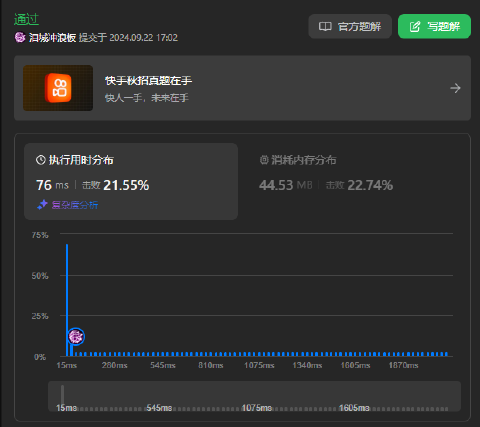 通过
官方题解
写题解
泪城冲浪板 提交于 2024.09.22 17:02
快手秋招真题在手
快人一手，未来在手
执行用时分布
76 ms | 击败 21.55%
复杂度分析
消耗内存分布
44.53 MB | 击败 22.74%
75%
50%
25%
0%
15ms 280ms 545ms 810ms 1075ms 1340ms 1605ms 1870ms
15ms 545ms 1075ms 1605ms